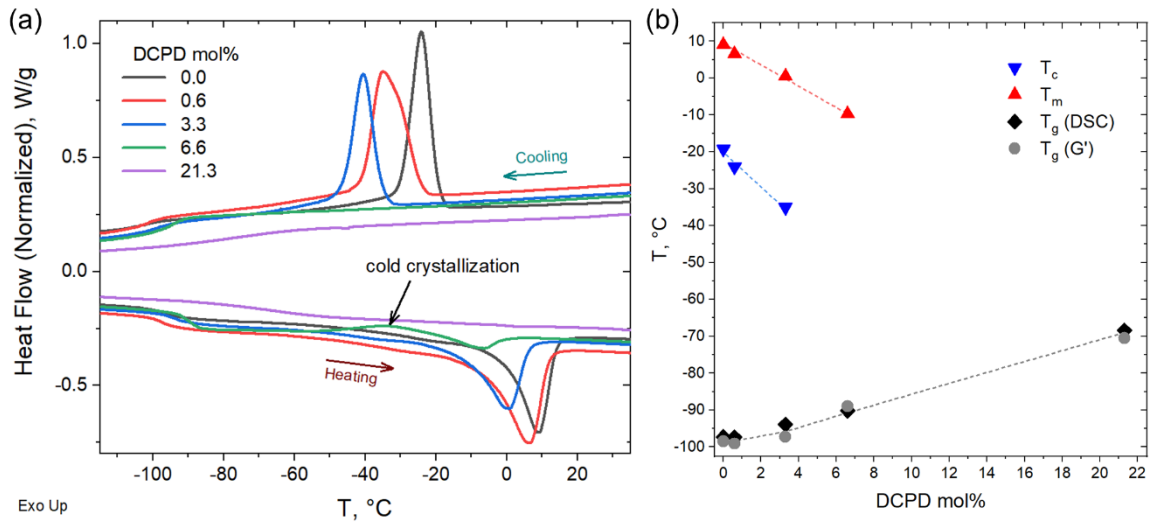 (a)
Heat Flow (Normalized), W/g
1.0
0.5
0.0
-0.5
DCPD mol%
0.0
0.6
3.3
6.6
21.3
Cooling
cold crystallization
Heating
-100 -80 -60 -40 -20 0 20
T, °C
Exo Up
(b)
T, °C
10
0
-10
-20
-30
-40
-50
-60
-70
-80
-90
-100
Tc
Tm
Tg (DSC)
Tg (G')
0 2 4 6 8 10 12 14 16 18 20 22
DCPD mol%